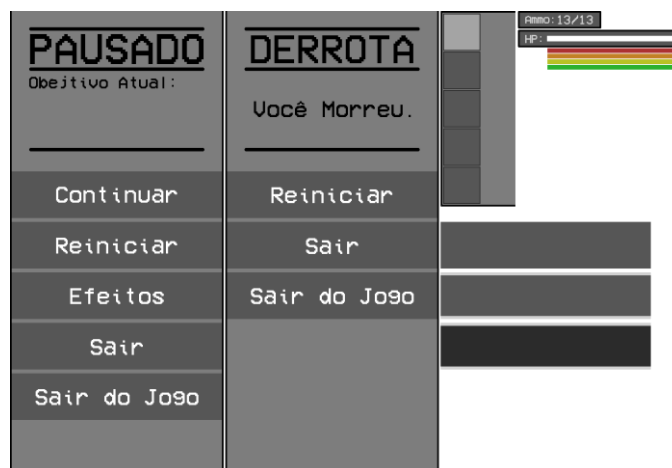 PAUSADO
Obejtivo Atual:
Continuar
Reiniciar
Efeitos
Sair
Sair do Jogo
DERROTA
Você Morreu.
Reiniciar
Sair
Sair do Jogo
Ammo:13/13
HP: